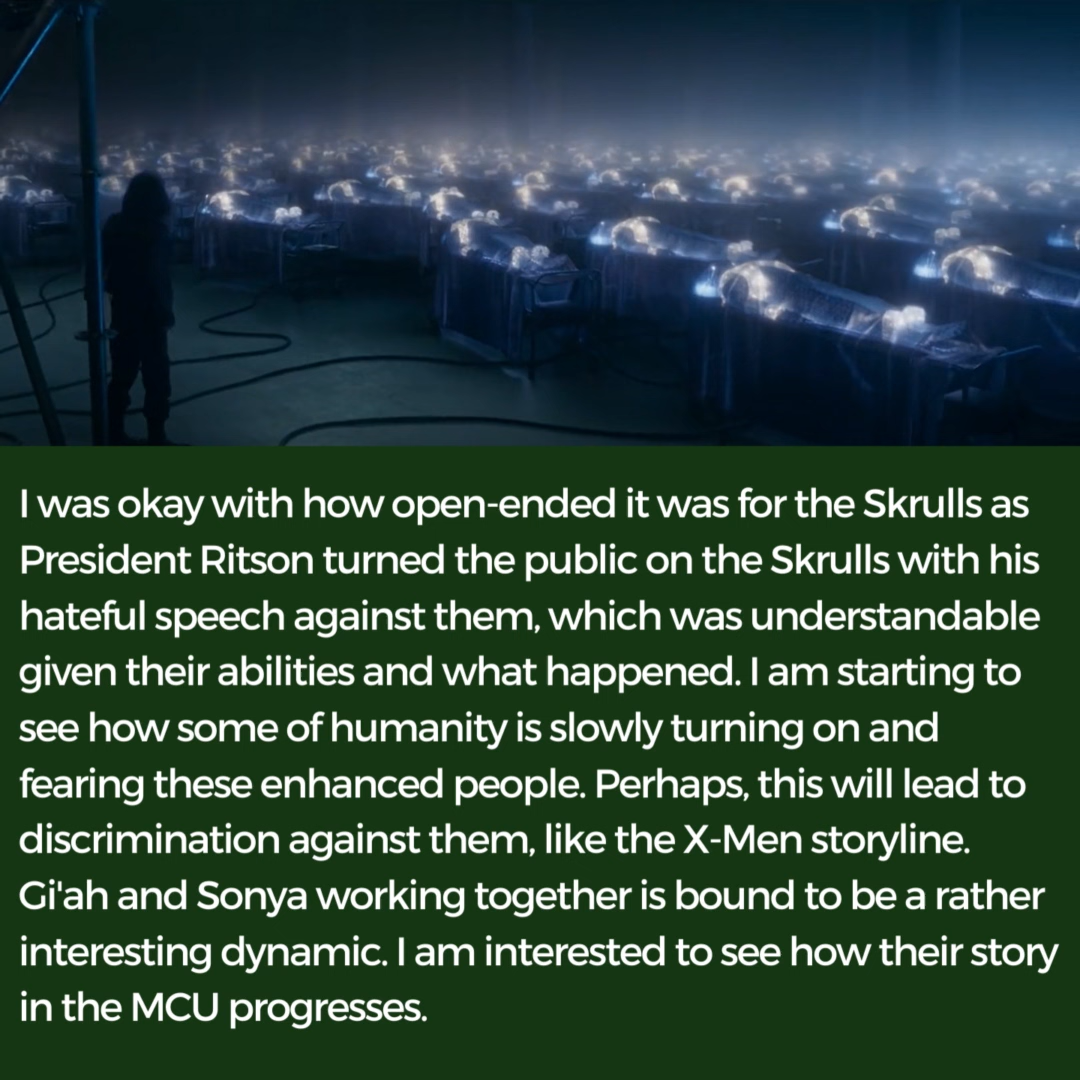 I was okay with how open-ended it was for the Skrulls as
President Ritson turned the public on the Skrulls with his
hateful speech against them, which was understandable
given their abilities and what happened. I am starting to
see how some of humanity is slowly turning on and
fearing these enhanced people. Perhaps, this will lead to
discrimination against them, like the X-Men storyline.
Gi'ah and Sonya working together is bound to be a rather
interesting dynamic. I am interested to see how their story
in the MCU progresses.